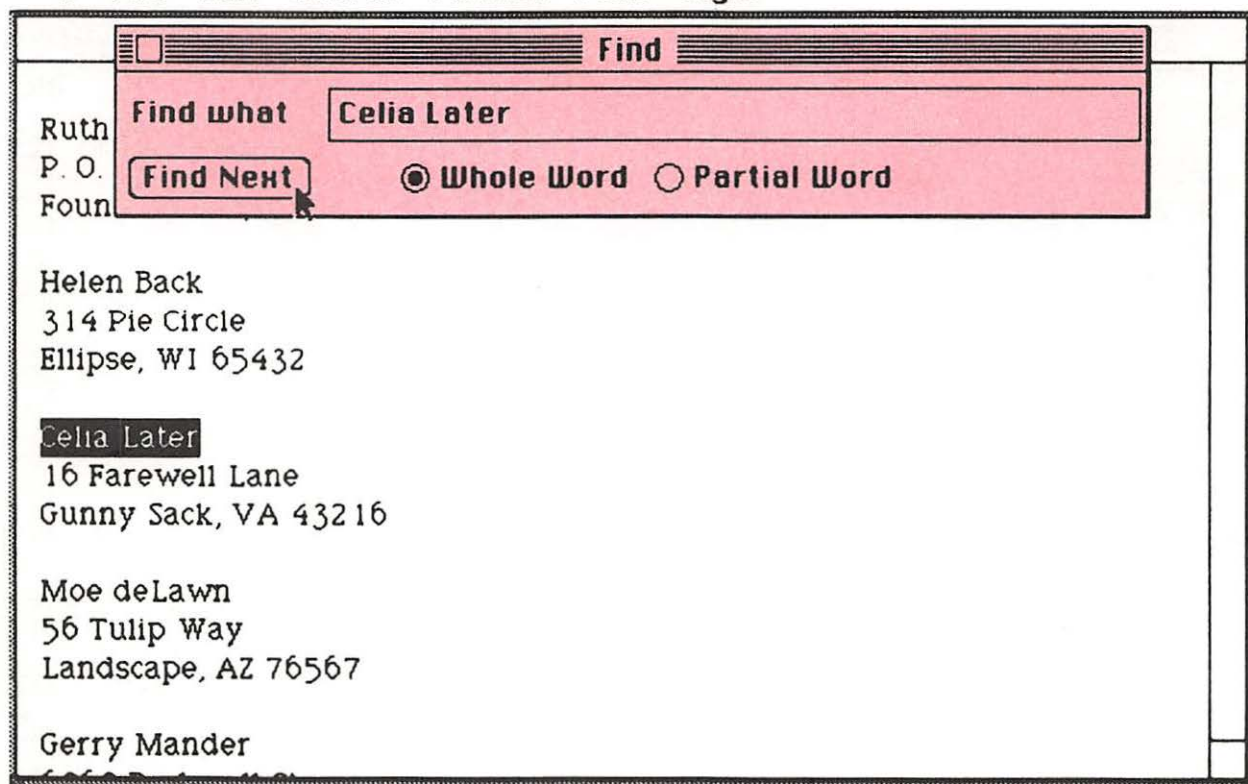 Find
Find what Celia Later
Find Next Whole Word Partial Word
Ruth
P. O.
Foun
Helen Back
314 Pie Circle
Ellipse, WI 65432
Celia Later
16 Farewell Lane
Gunny Sack, VA 43216
Moe deLawn
56 Tulip Way
Landscape, AZ 76567
Gerry Mander